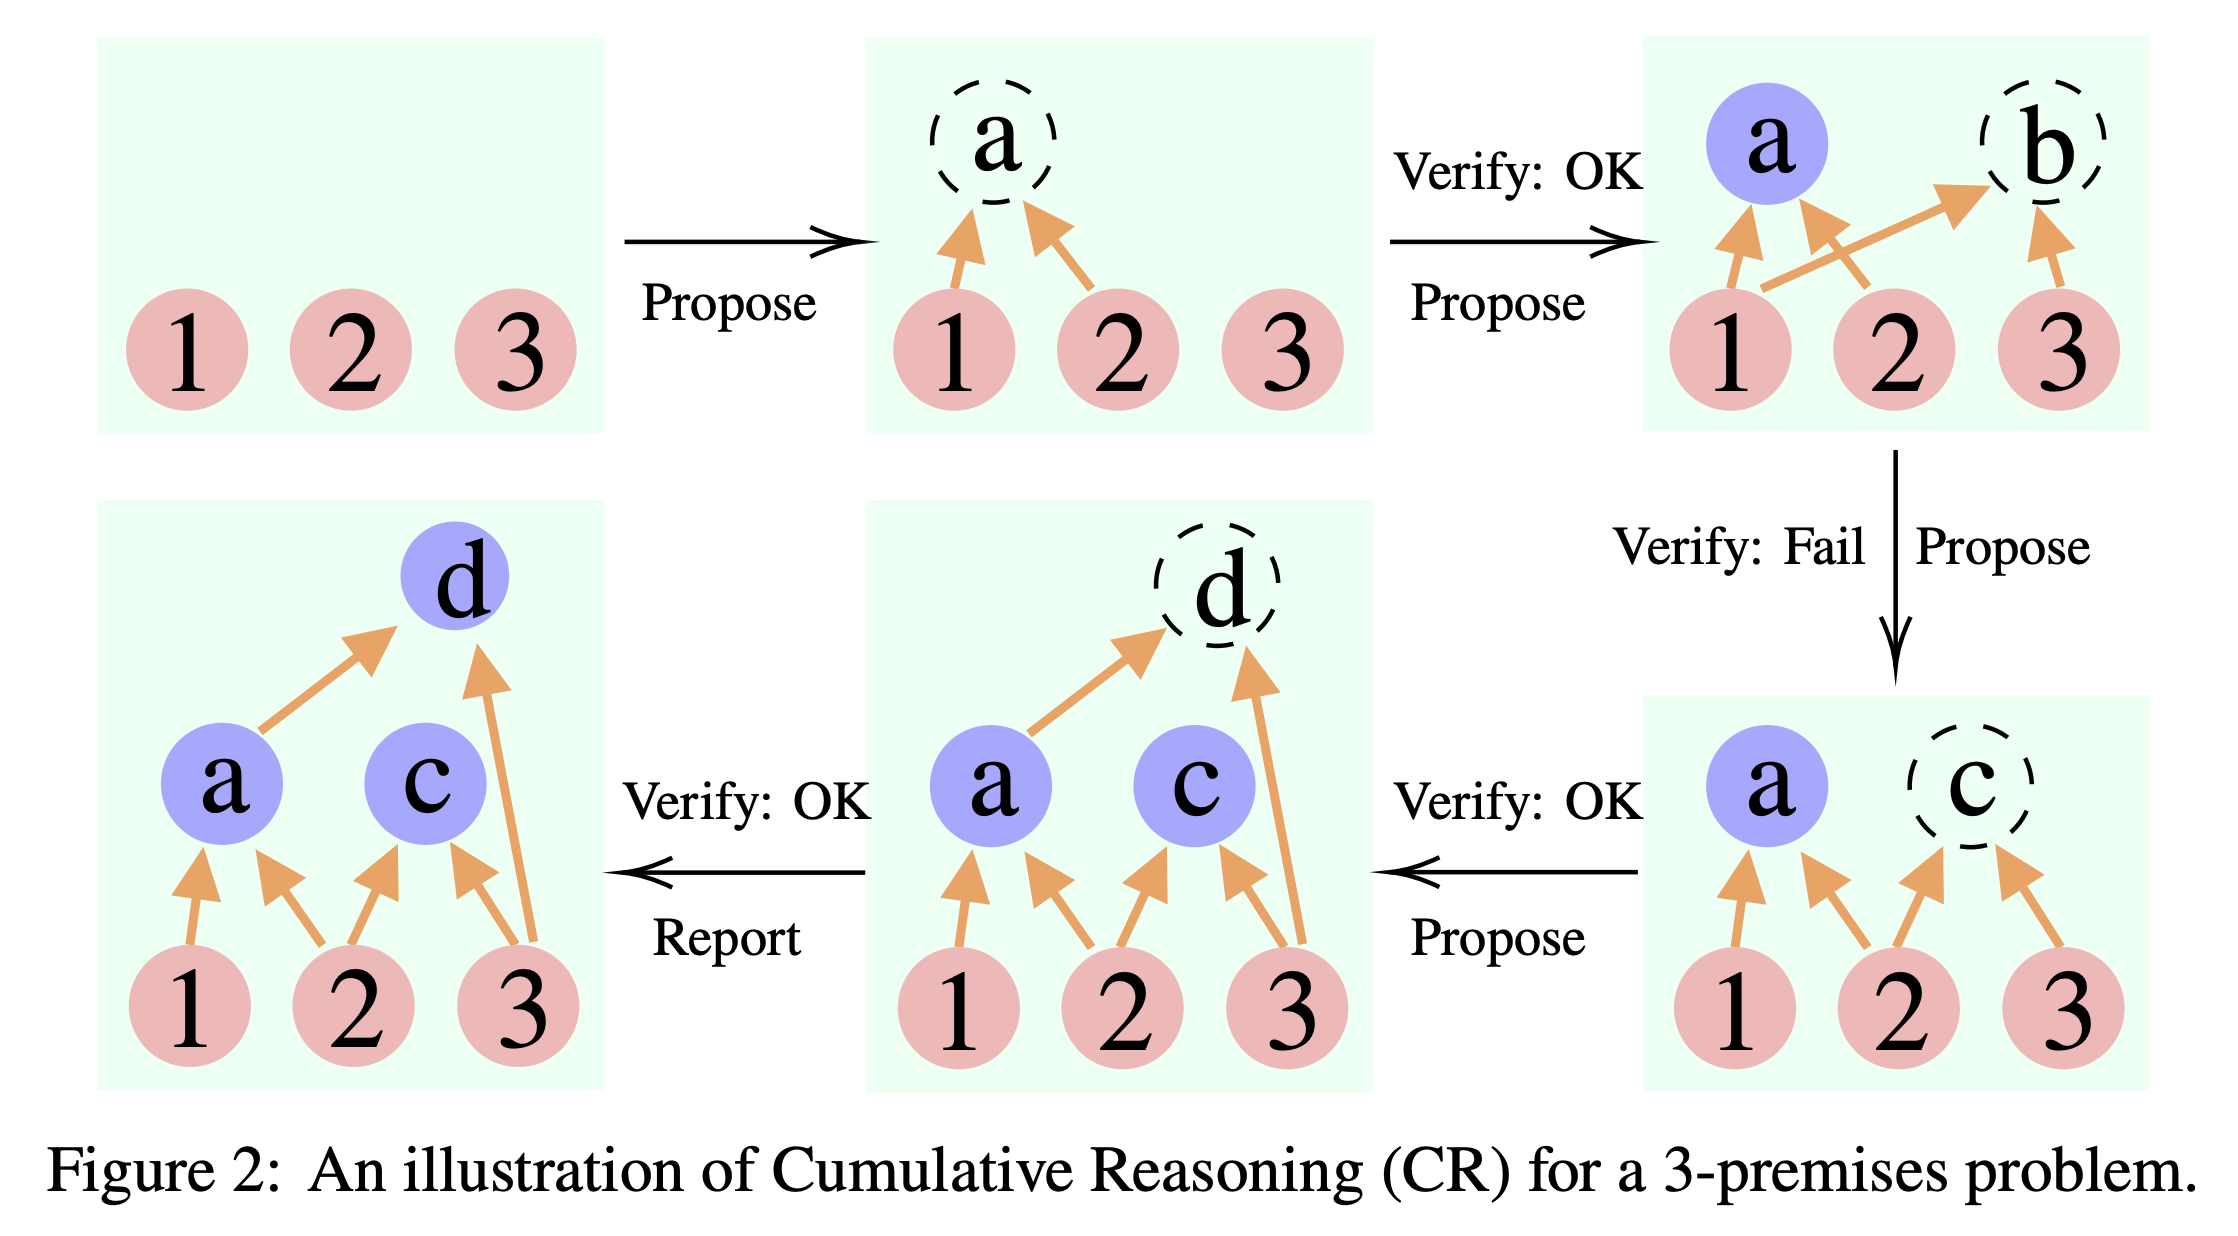 1 2 3
Propose
a
1 2 3
Verify: OK
Propose
a b
1 2 3
Verify: Fail
Propose
a c
1 2 3
Verify: OK
Propose
d
a c
1 2 3
Verify: OK
Report
d
a c
1 2 3
Figure 2: An illustration of Cumulative Reasoning (CR) for a 3-premises problem.